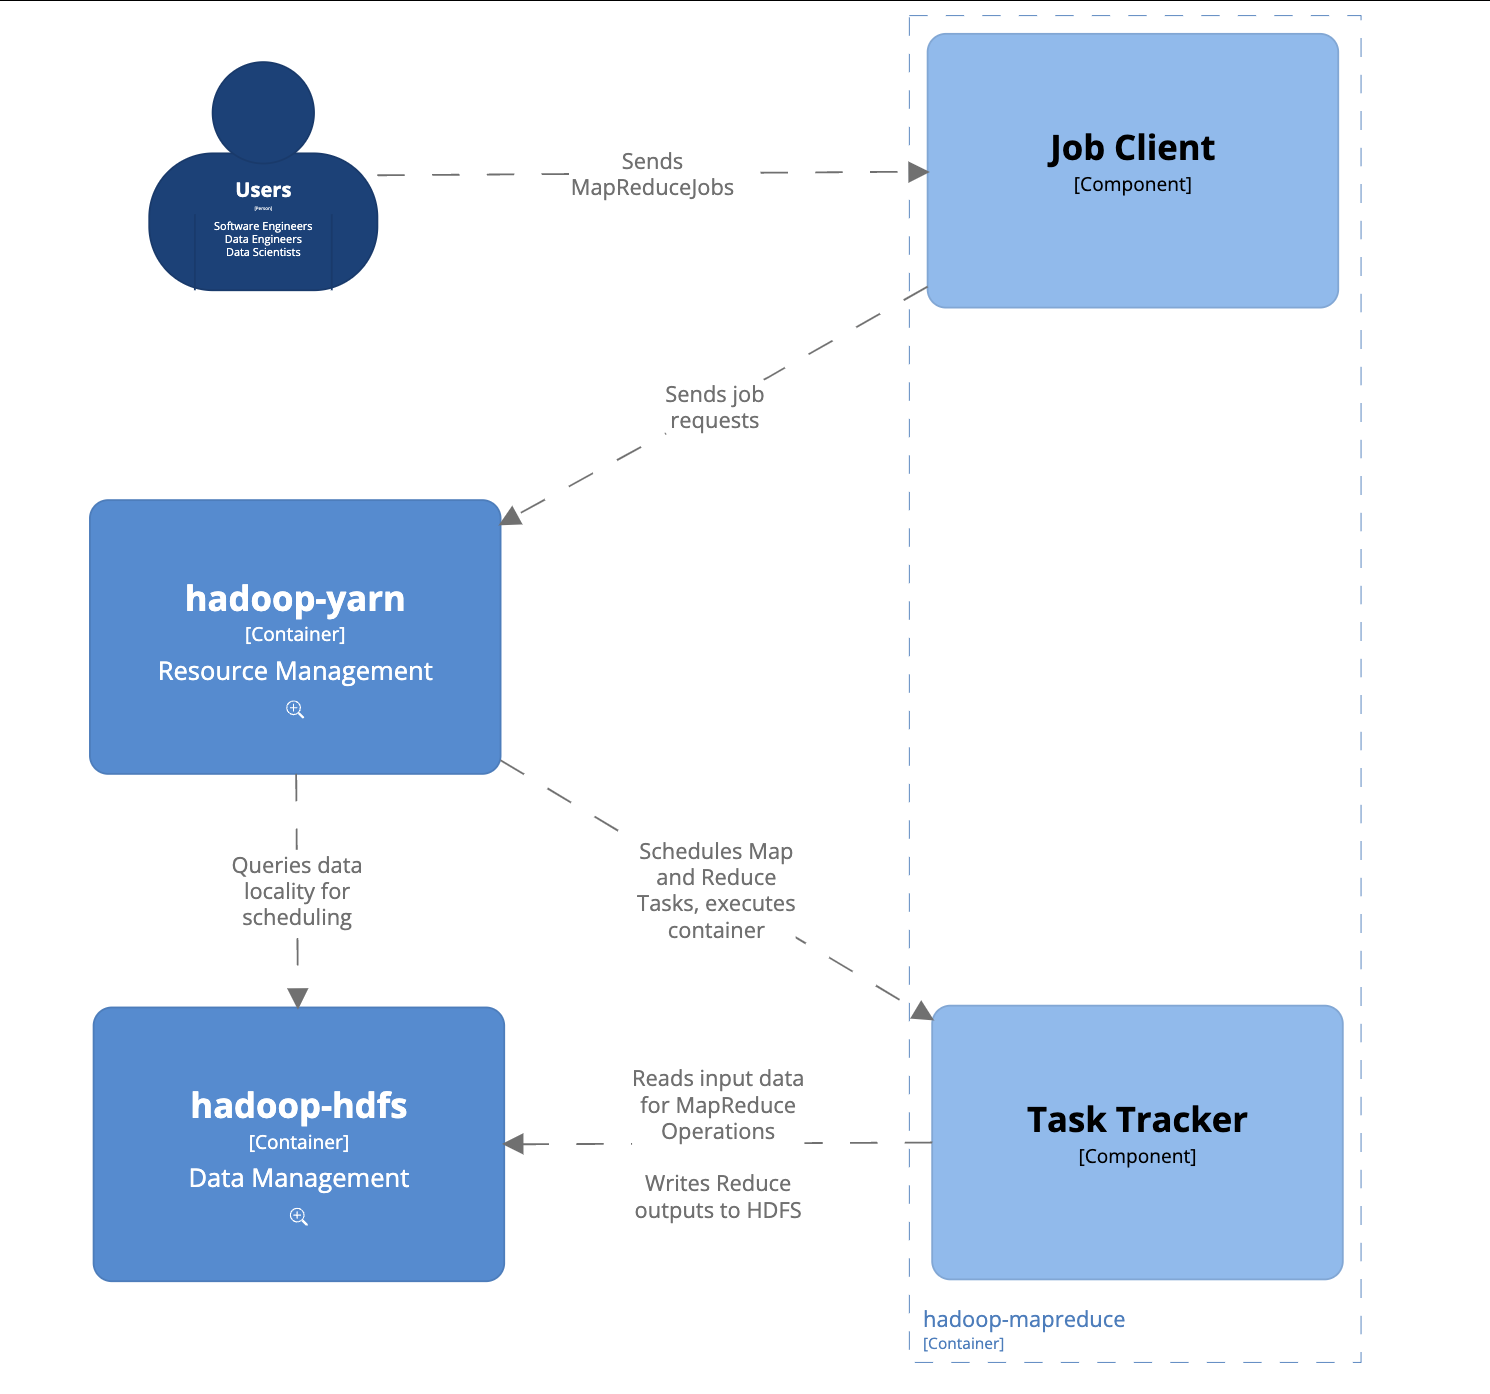 Users
[Person]
Software Engineers
Data Engineers
Data Scientists
Sends
MapReduceJobs
Job Client
[Component]
Sends job
requests
hadoop-yarn
[Container]
Resource Management
Queries data
locality for
scheduling
Schedules Map
and Reduce
Tasks, executes
container
hadoop-hdfs
[Container]
Data Management
Reads input data
for MapReduce
Operations
Writes Reduce
outputs to HDFS
Task Tracker
[Component]
hadoop-mapreduce
[Container]